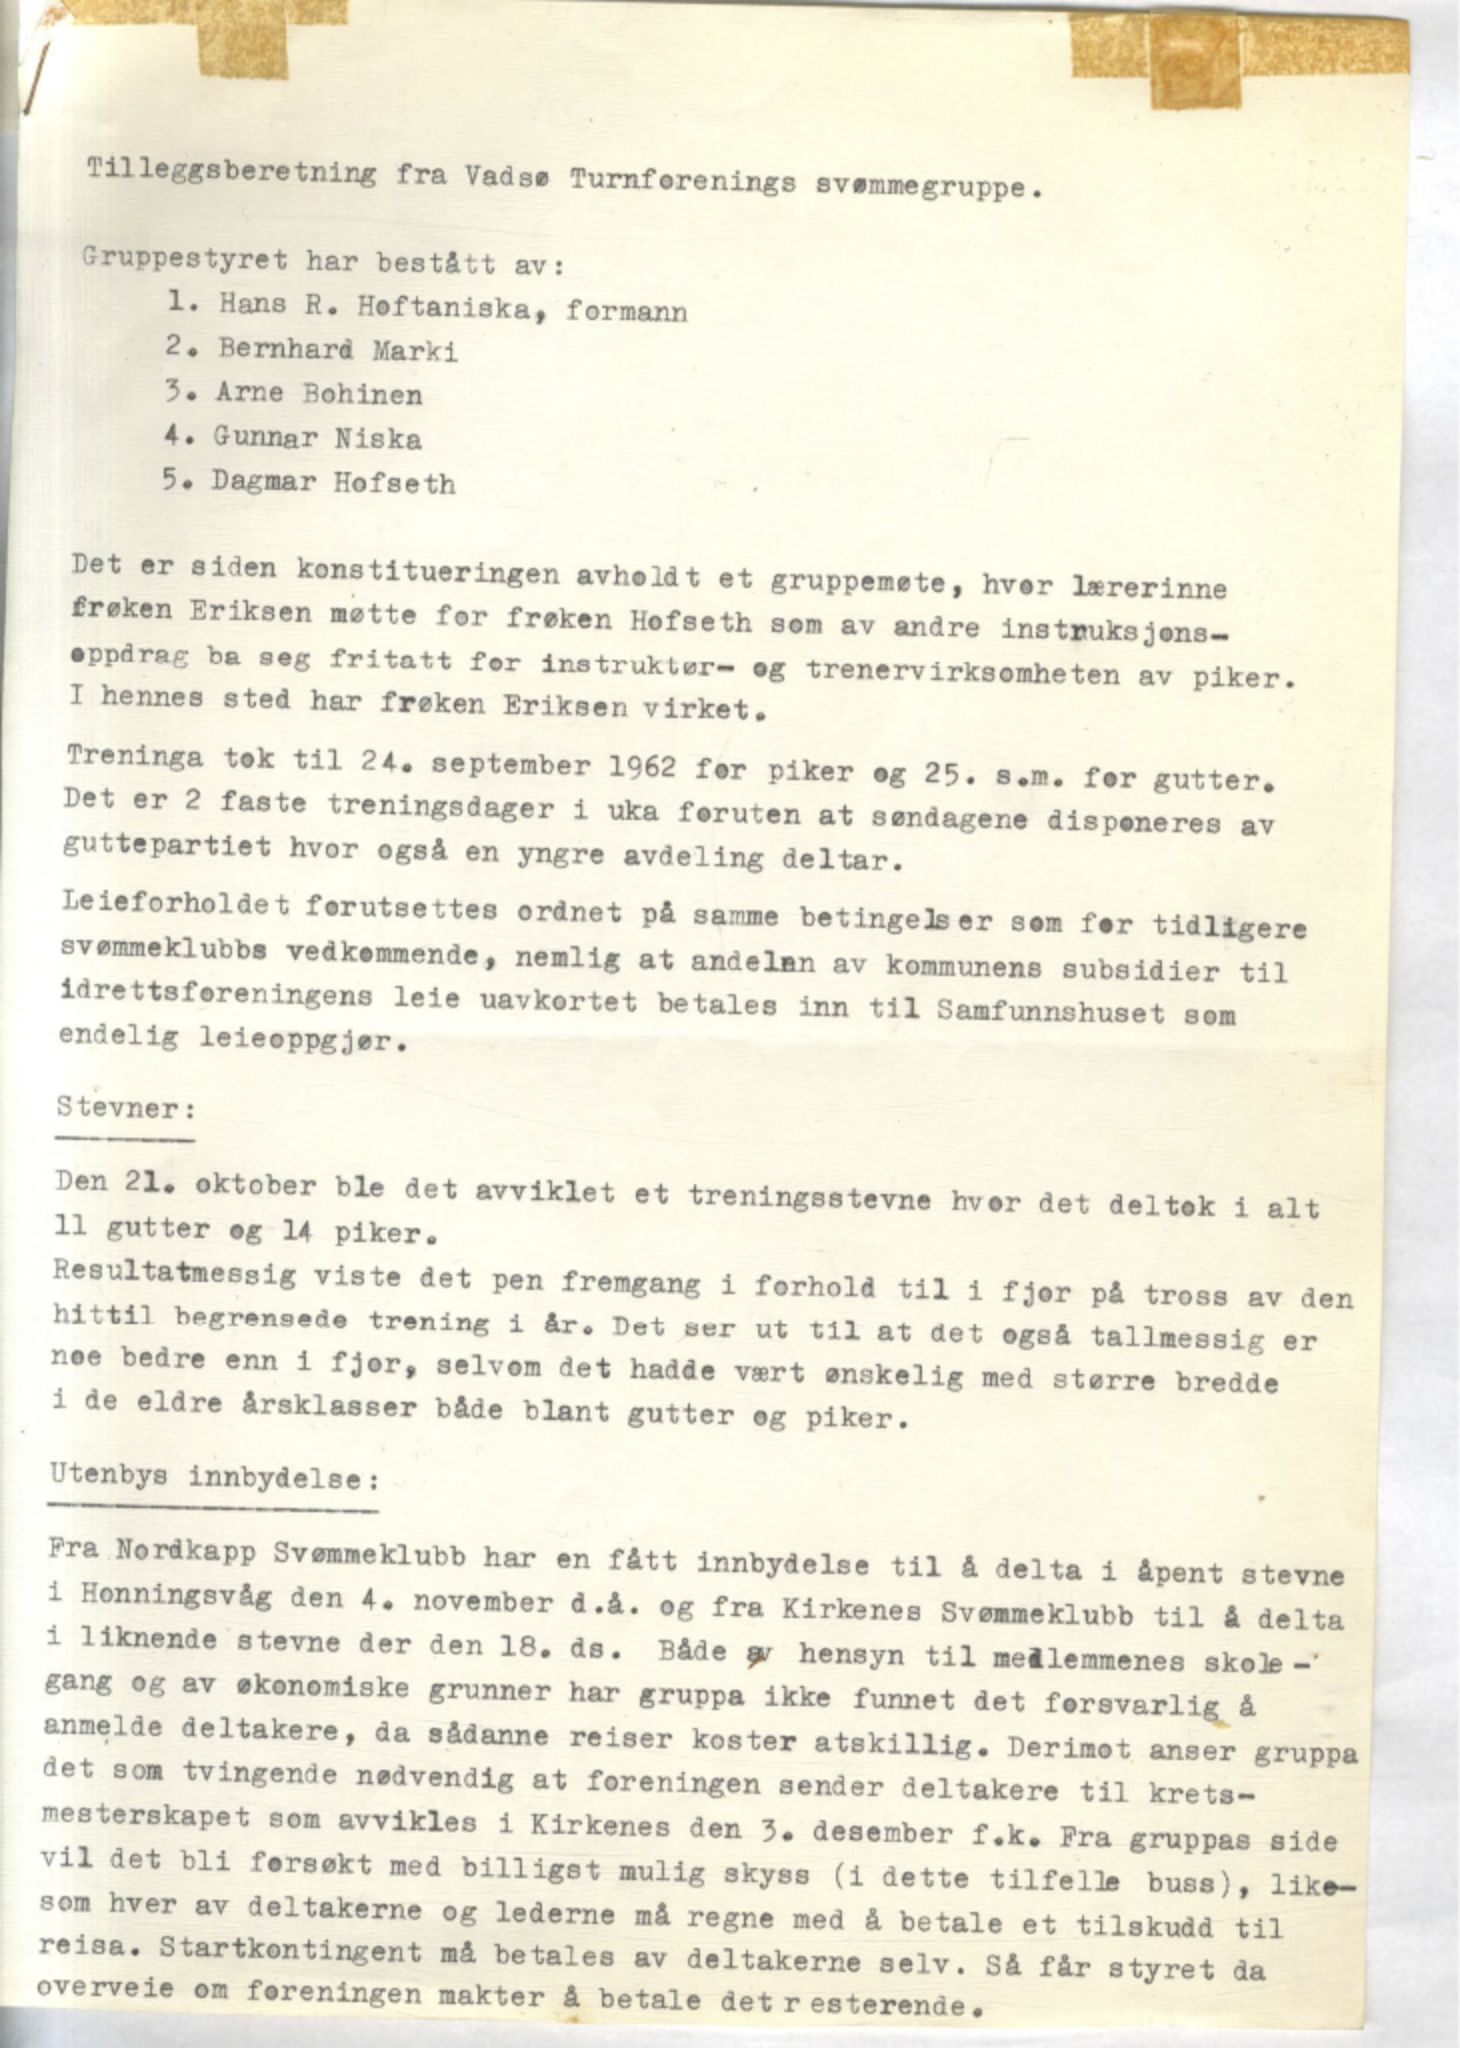 Tilleggsberetning fra Vadsø Turnforenings svømmegruppe.
Gruppestyret har bestått av:
1. Hans R. Hoftaniska, formann
2. Bernhard Marki
3. Arne Bohinen
4. Gunnar Niska
5. Dagmar Hofseth
Det er siden konstitueringen avholdt et gruppemøte, hvor lærerinne
frøken Eriksen møtte for frøken Hofseth som av andre instruksjons-
oppdrag ba seg fritatt for instruktør- og trenervirksomheten av piker.
I hennes sted har frøken Eriksen virket.
Treninga tok til 24. september 1962 for piker og 25. s.m. for gutter.
Det er 2 faste treningsdager i uka foruten at søndagene disponeres av
guttepartiet hvor også en yngre avdeling deltar.
Leieforholdet forutsettes ordnet på samme betingelser som for tidligere
svømmeklubbs vedkommende, nemlig at andelen av kommunens subsidier til
idrettsforeningens leie uavkortet betales inn til Samfunnshuset som
endelig leieoppgjør.
Stevner:
Den 21. oktober ble det avviklet et treningsstevne hvor det deltok i alt
11 gutter og 14 piker.
Resultatmessig viste det pen fremgang i forhold til i fjor på tross av den
hittil begrensede trening i år. Det ser ut til at det også tallmessig er
noe bedre enn i fjor, selvom det hadde vært ønskelig med større bredde
i de eldre årsklasser både blant gutter og piker.
Utenbys innbydelse:
Fra Nordkapp Svømmeklubb har en fått innbydelse til å delta i åpent stevne
i Honningsvåg den 4. november d.å. og fra Kirkenes Svømmeklubb til å delta
i liknende stevne der den 18. ds. Både av hensyn til medlemmenes skole-
gang og av økonomiske grunner har gruppa ikke funnet det forsvarlig å
anmelde deltakere, da sådanne reiser koster atskillig. Derimot anser gruppa
det som tvingende nødvendig at foreningen sender deltakere til krets-
mesterskapet som avvikles i Kirkenes den 3. desember f.k. Fra gruppas side
vil det bli forsøkt med billigst mulig skyss (i dette tilfelle buss), like-
som hver av deltakerne og lederne må regne med å betale et tilskudd til
reisa. Startkontingent må betales av deltakerne selv. Så får styret da
overveie om foreningen makter å betale det resterende.